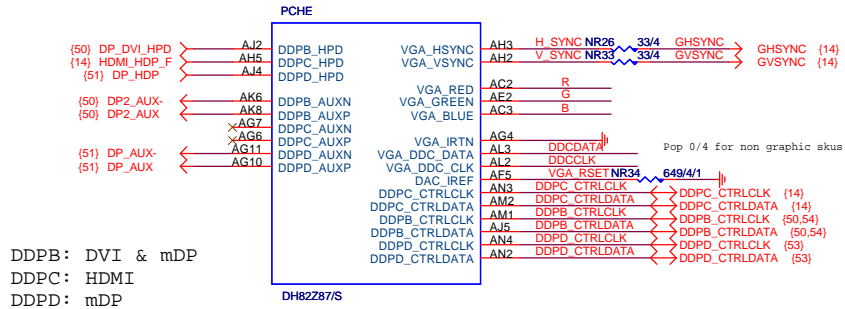 PCHE
{50} DP_DVI_HPD AJ2 DDPB_HPD VGA_HSYNC AH3 H_SYNC NR26 33/4 GHSYNC GHSYNC {14}
{14} HDMI_HDP_F AH5 DDPC_HPD VGA_VSYNC AH2 V_SYNC NR33 33/4 GVSYNC GVSYNC {14}
{51} DP_HDP AJ4 DDPD_HPD
VGA_RED AC2 R
{50} DP2_AUX- AK6 DDPB_AUXN VGA_GREEN AE2 G
{50} DP2_AUX AK8 DDPB_AUXP VGA_BLUE AC3 B
AG7 DDPC_AUXN
AG6 DDPC_AUXP VGA_IRTN AG4
{51} DP_AUX- AG11 DDPD_AUXN VGA_DDC_DATA AL3 DDCDATA Pop 0/4 for non graphic skus
{51} DP_AUX AG10 DDPD_AUXP VGA_DDC_CLK AL2 DDCCLK
DAC_IREF AF5 VGA_RSET NR34 649/4/1
DDPC_CTRLCLK AN3 DDPC_CTRLCLK DDPC_CTRLCLK {14}
DDPC_CTRLDATA AM2 DDPC_CTRLDATA DDPC_CTRLDATA {14}
DDPB_CTRLCLK AM1 DDPB_CTRLCLK DDPB_CTRLCLK {50,54}
DDPB_CTRLDATA AJ5 DDPB_CTRLDATA DDPB_CTRLDATA {50,54}
DDPD_CTRLCLK AN4 DDPD_CTRLCLK DDPD_CTRLCLK {53}
DDPD_CTRLDATA AN2 DDPD_CTRLDATA DDPD_CTRLDATA {53}
DDPB: DVI & mDP
DDPC: HDMI
DDPD: mDP
DH82Z87/S